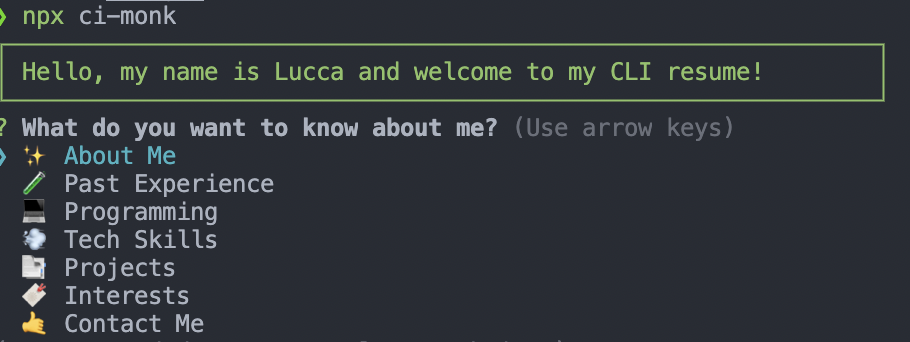 ❯ npx ci-monk
Hello, my name is Lucca and welcome to my CLI resume!
? What do you want to know about me? (Use arrow keys)
❯ ✨ About Me
🧪 Past Experience
💻 Programming
💨 Tech Skills
📑 Projects
💌 Interests
🤙 Contact Me